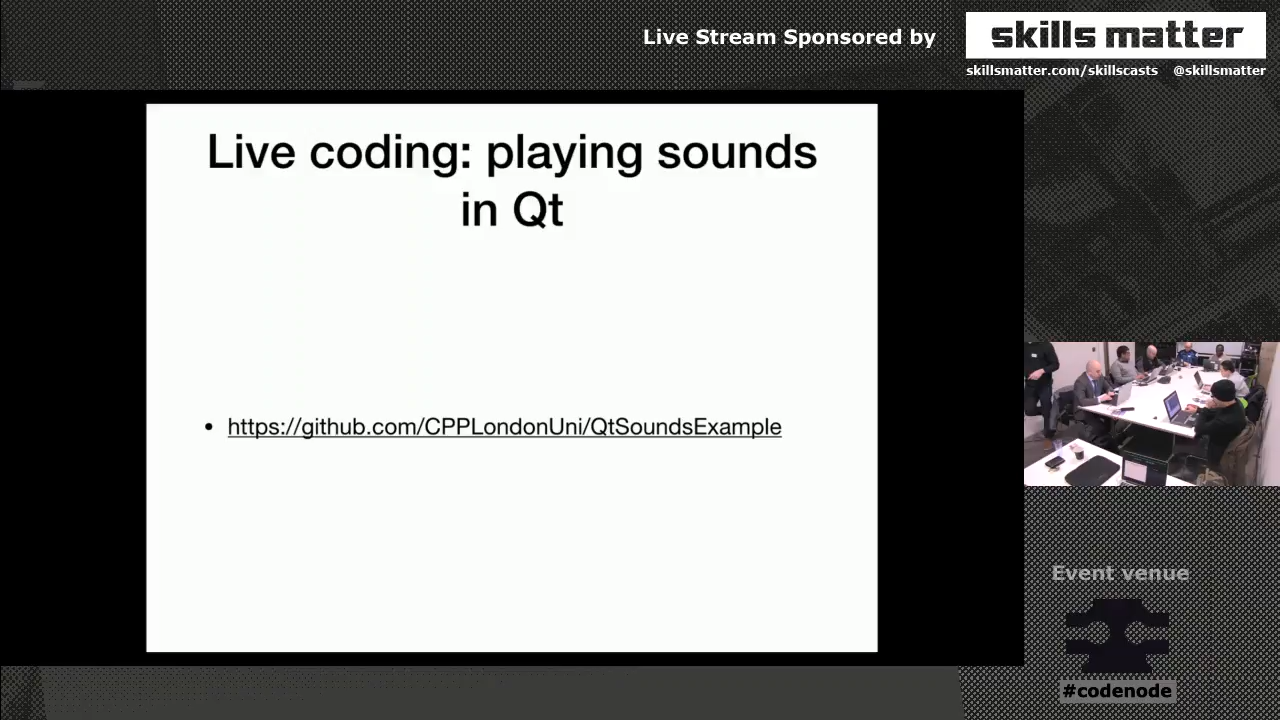 Live Stream Sponsored by
skills matter
skillsmatter.com/skillscasts @skillsmatter
Live coding: playing sounds
in Qt
• https://github.com/CPPLondonUni/QtSoundsExample
Event venue
#codenode